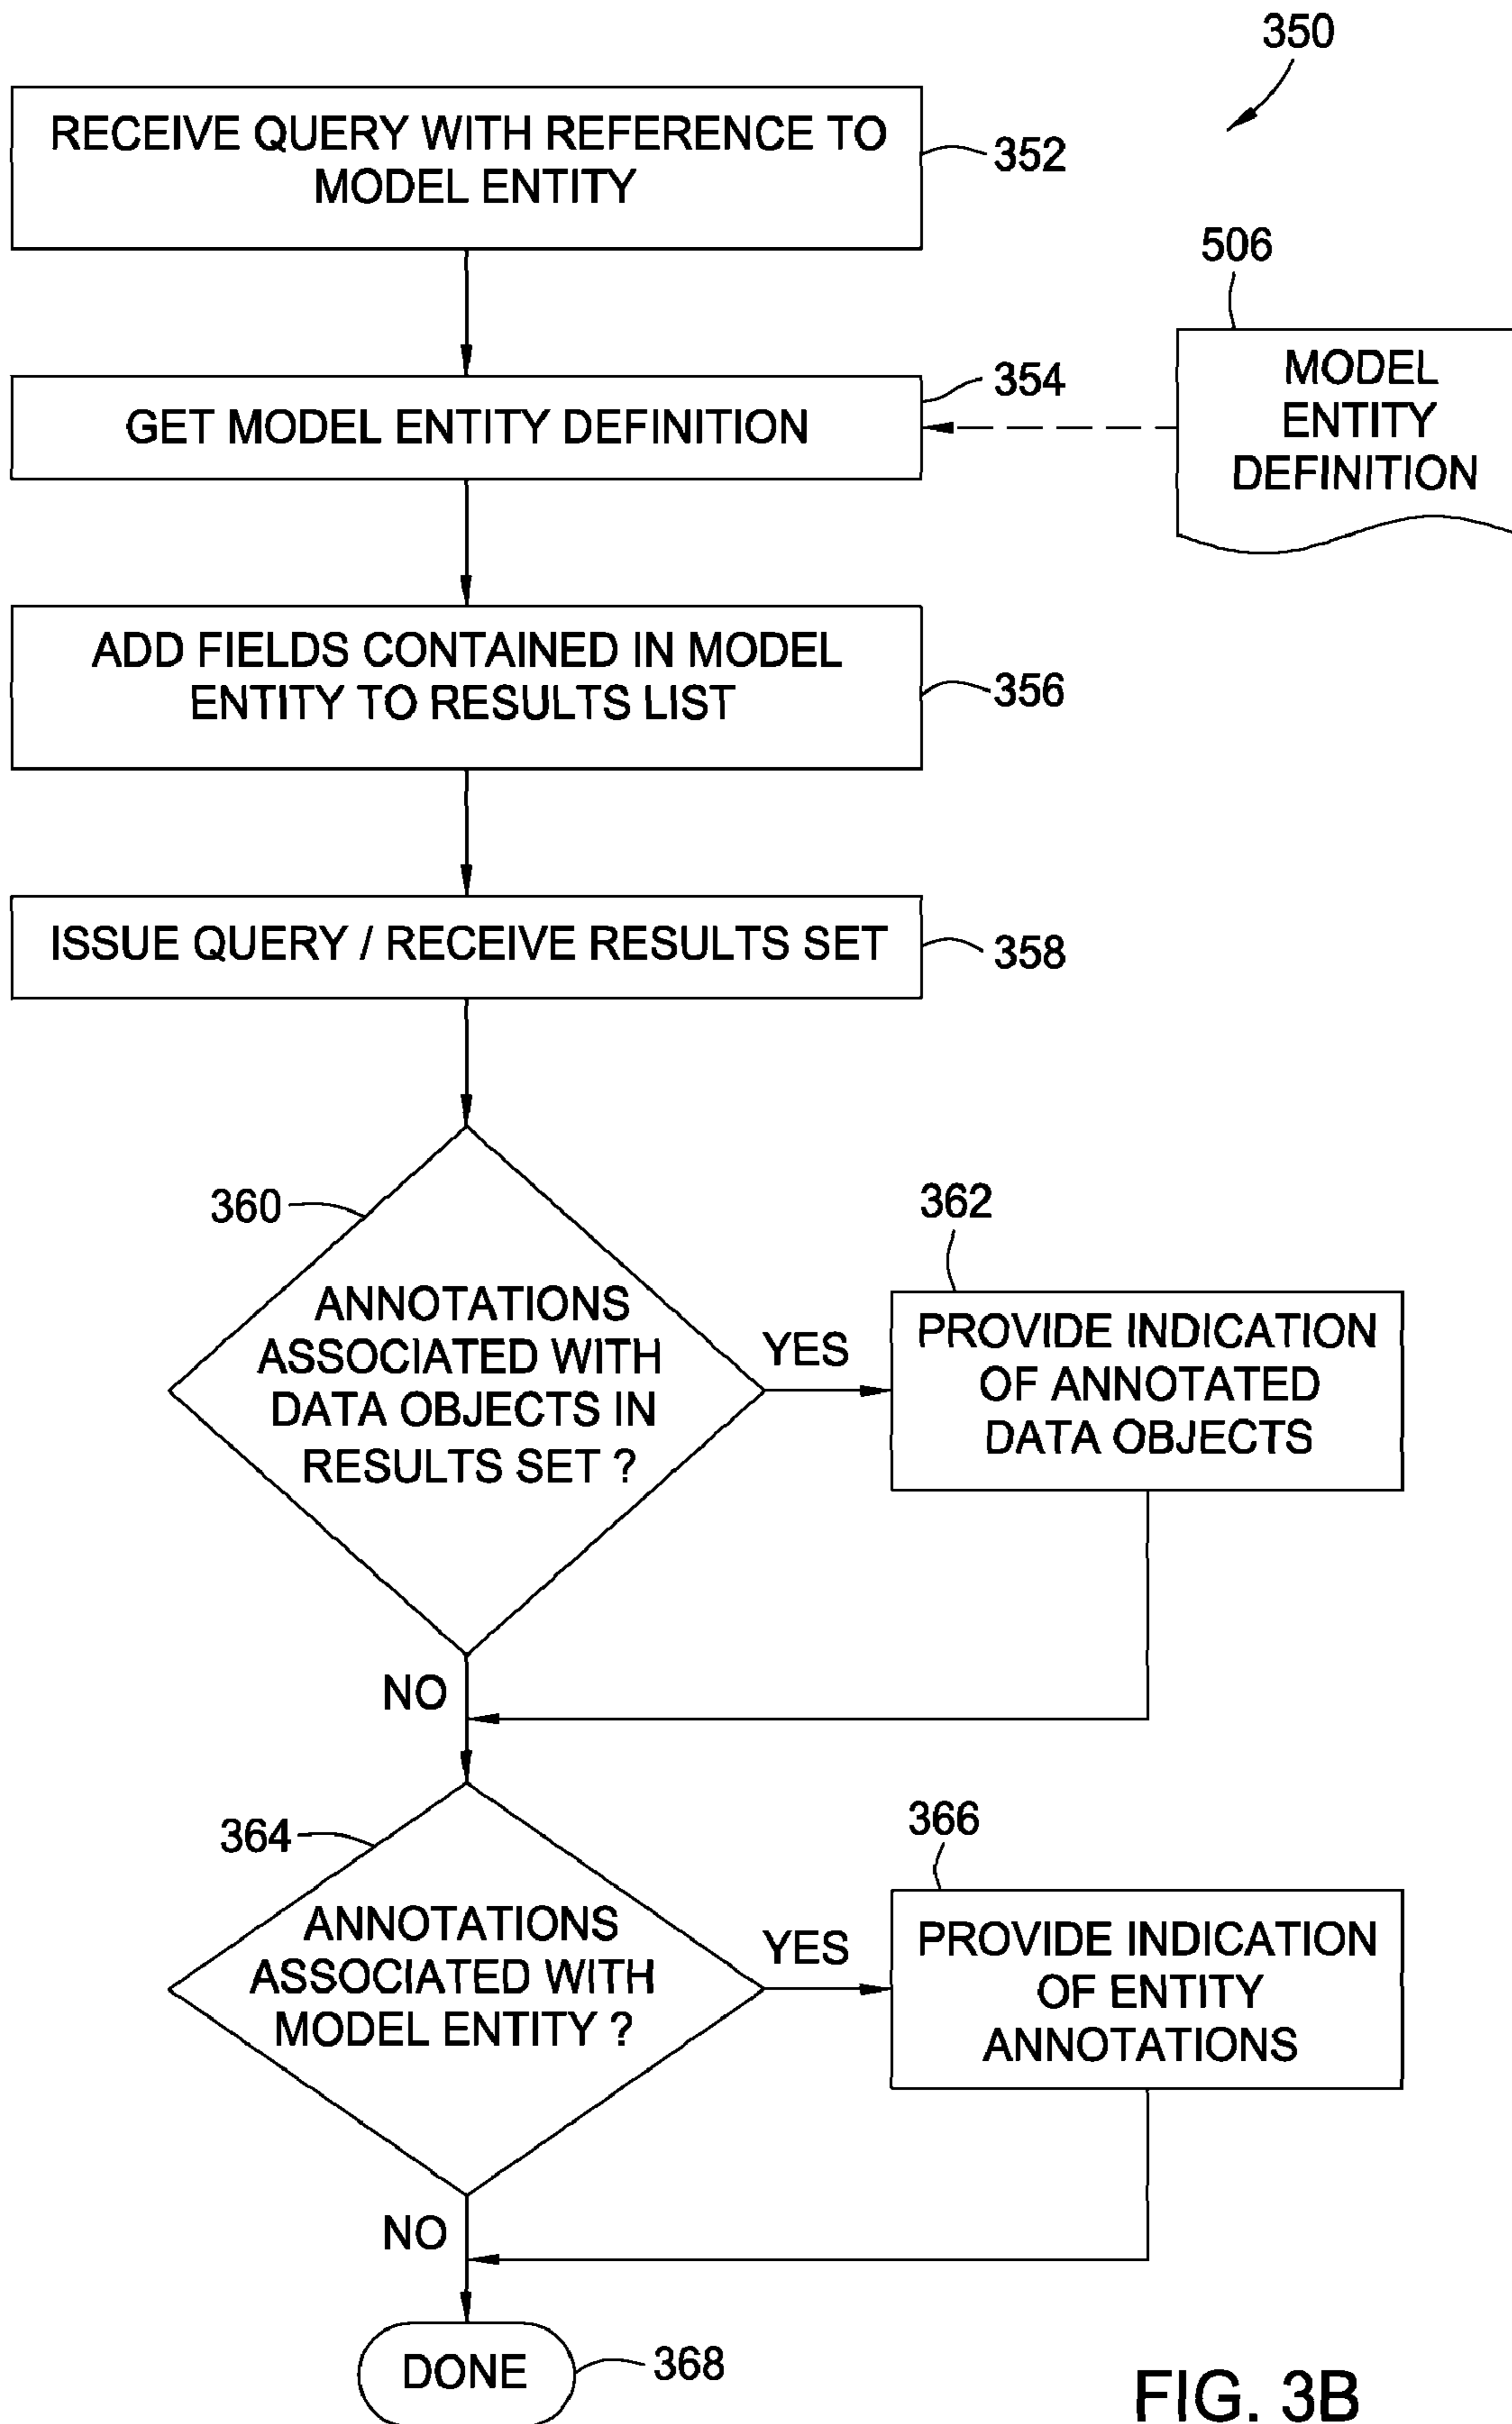 350
RECEIVE QUERY WITH REFERENCE TO
MODEL ENTITY
352
506
MODEL
ENTITY
DEFINITION
354
GET MODEL ENTITY DEFINITION
ADD FIELDS CONTAINED IN MODEL
ENTITY TO RESULTS LIST
356
ISSUE QUERY / RECEIVE RESULTS SET
358
360
ANNOTATIONS
ASSOCIATED WITH
DATA OBJECTS IN
RESULTS SET ?
YES
362
PROVIDE INDICATION
OF ANNOTATED
DATA OBJECTS
NO
364
ANNOTATIONS
ASSOCIATED WITH
MODEL ENTITY ?
YES
366
PROVIDE INDICATION
OF ENTITY
ANNOTATIONS
NO
DONE
368
FIG. 3B